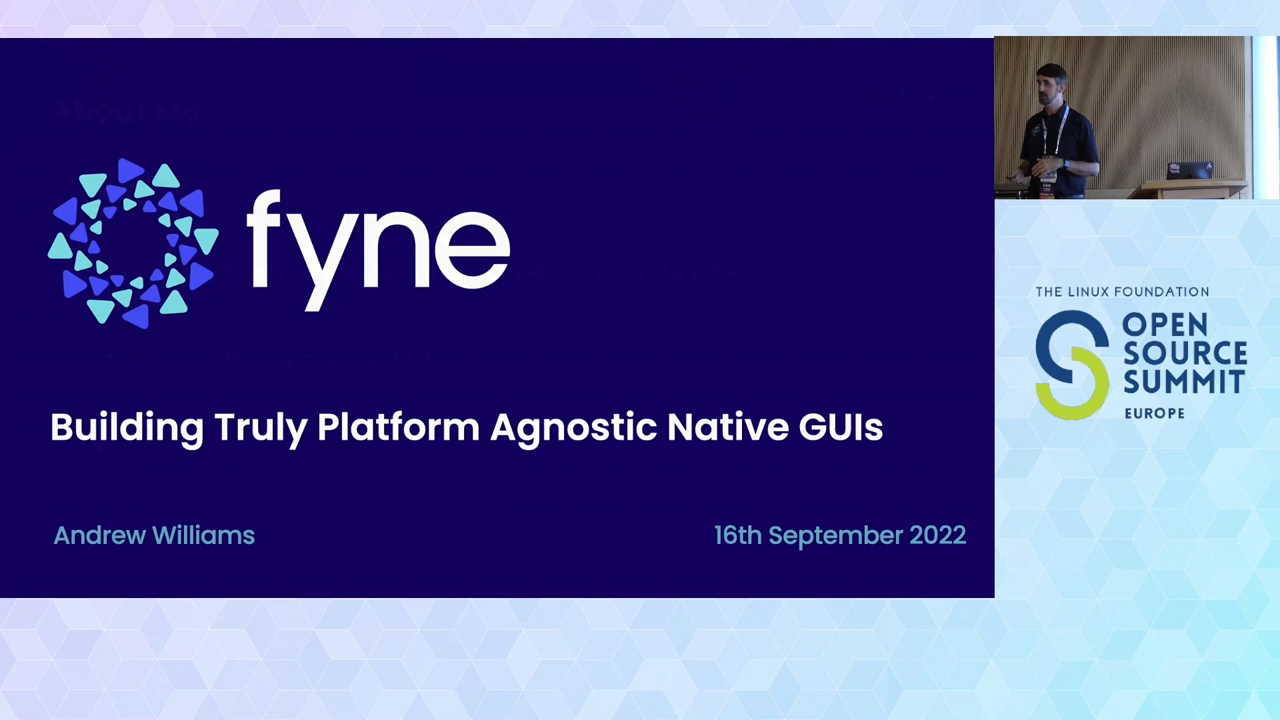 fyne
Building Truly Platform Agnostic Native GUIs
Andrew Williams
16th September 2022
THE LINUX FOUNDATION
OPEN
SOURCE
SUMMIT
EUROPE